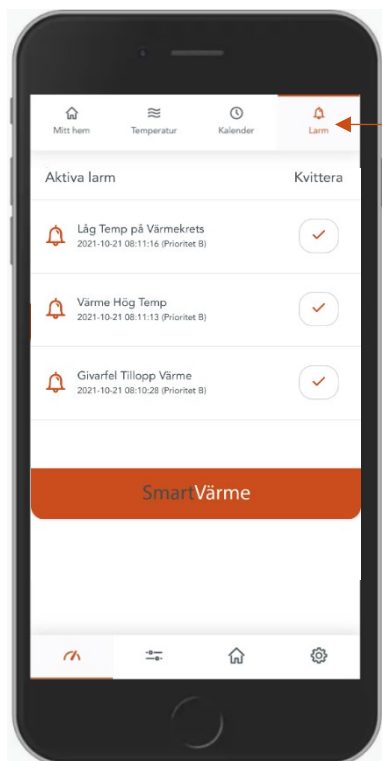 Mitt hem Temperatur Kalender Larm
Aktiva larm Kvittera
Låg Temp på Värmekrets
2021-10-21 08:11:16 (Prioritet B)
Värme Hög Temp
2021-10-21 08:11:13 (Prioritet B)
Givarfel Tillopp Värme
2021-10-21 08:10:28 (Prioritet B)
SmartVärme